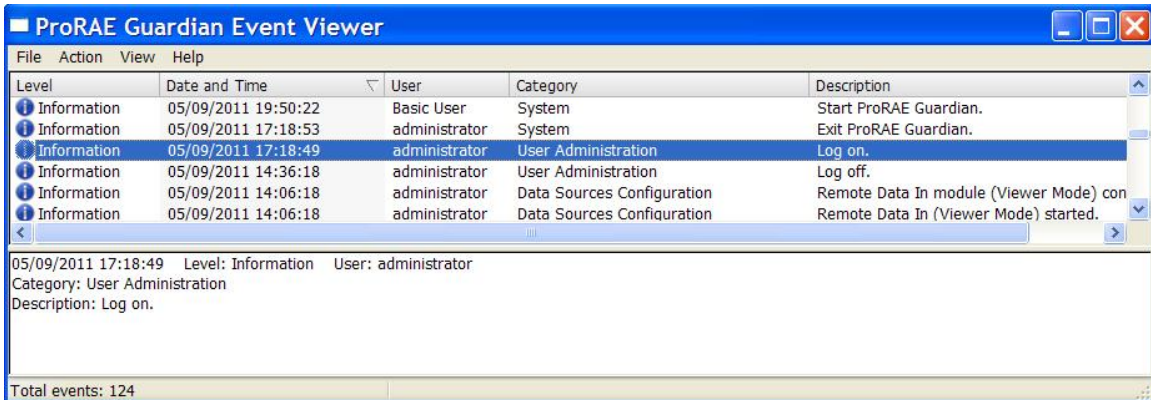 ProRAE Guardian Event Viewer
File Action View Help
Level Date and Time User Category Description
Information 05/09/2011 19:50:22 Basic User System Start ProRAE Guardian.
Information 05/09/2011 17:18:53 administrator System Exit ProRAE Guardian.
Information 05/09/2011 17:18:49 administrator User Administration Log on.
Information 05/09/2011 14:36:18 administrator User Administration Log off.
Information 05/09/2011 14:06:18 administrator Data Sources Configuration Remote Data In module (Viewer Mode) con
Information 05/09/2011 14:06:18 administrator Data Sources Configuration Remote Data In (Viewer Mode) started.
05/09/2011 17:18:49 Level: Information User: administrator
Category: User Administration
Description: Log on.
Total events: 124